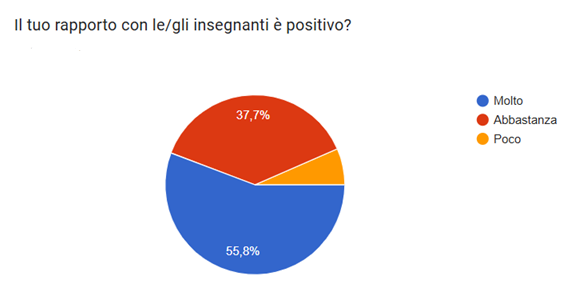 Il tuo rapporto con le/gli insegnanti è positivo?
Molto
Abbastanza
Poco
37,7%
55,8%